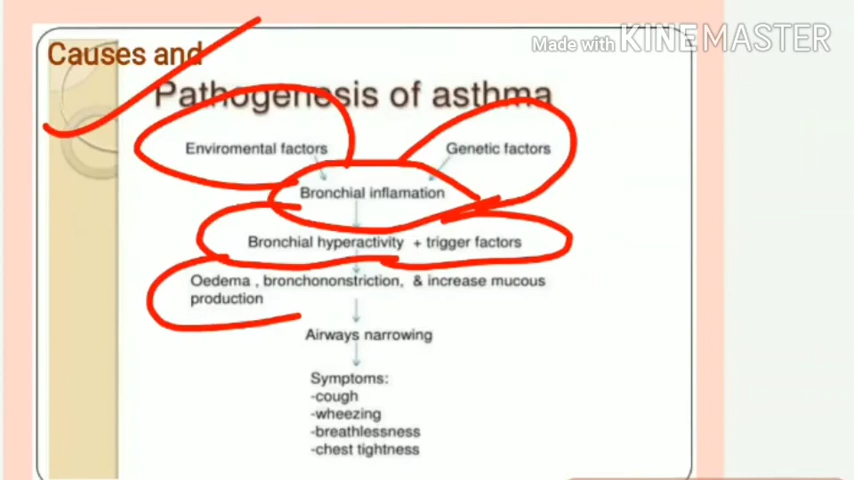 Made with KINEMASTER
Causes and
Pathogenesis of asthma
Enviromental factors Genetic factors
Bronchial inflamation
Bronchial hyperactivity + trigger factors
Oedema , bronchononstriction, & increase mucous
production
Airways narrowing
Symptoms:
-cough
-wheezing
-breathlessness
-chest tightness